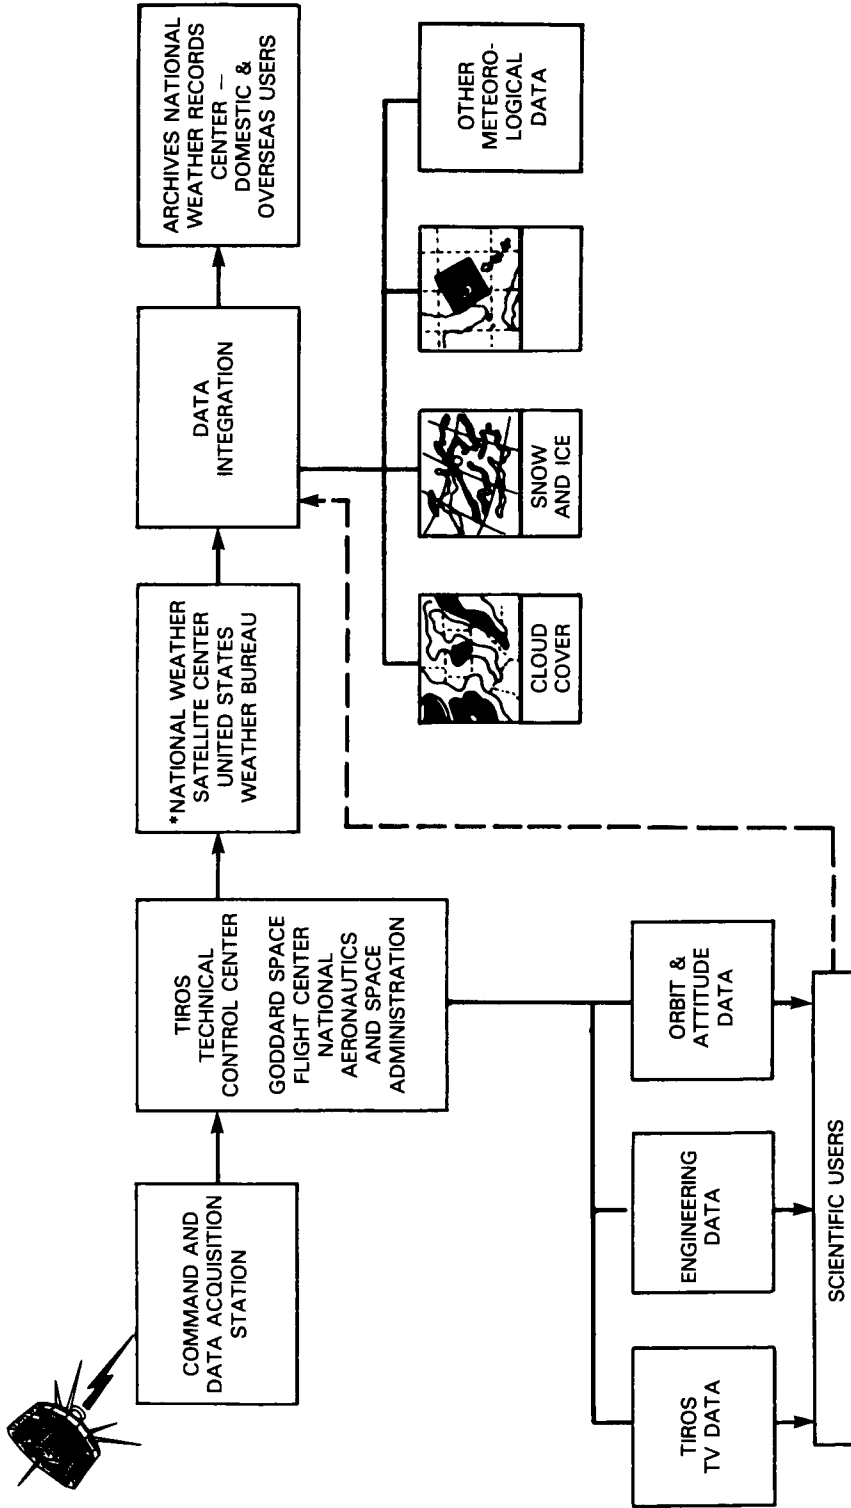 COMMAND AND
DATA ACQUISITION
STATION
TIROS
TECHNICAL
CONTROL CENTER
GODDARD SPACE
FLIGHT CENTER
NATIONAL
AERONAUTICS
AND SPACE
ADMINISTRATION
*NATIONAL WEATHER
SATELLITE CENTER
UNITED STATES
WEATHER BUREAU
DATA
INTEGRATION
ARCHIVES NATIONAL
WEATHER RECORDS
CENTER –
DOMESTIC &
OVERSEAS USERS
CLOUD
COVER
SNOW
AND ICE
OTHER
METEORO-
LOGICAL
DATA
TIROS
TV DATA
ENGINEERING
DATA
ORBIT &
ATTITUDE
DATA
SCIENTIFIC USERS